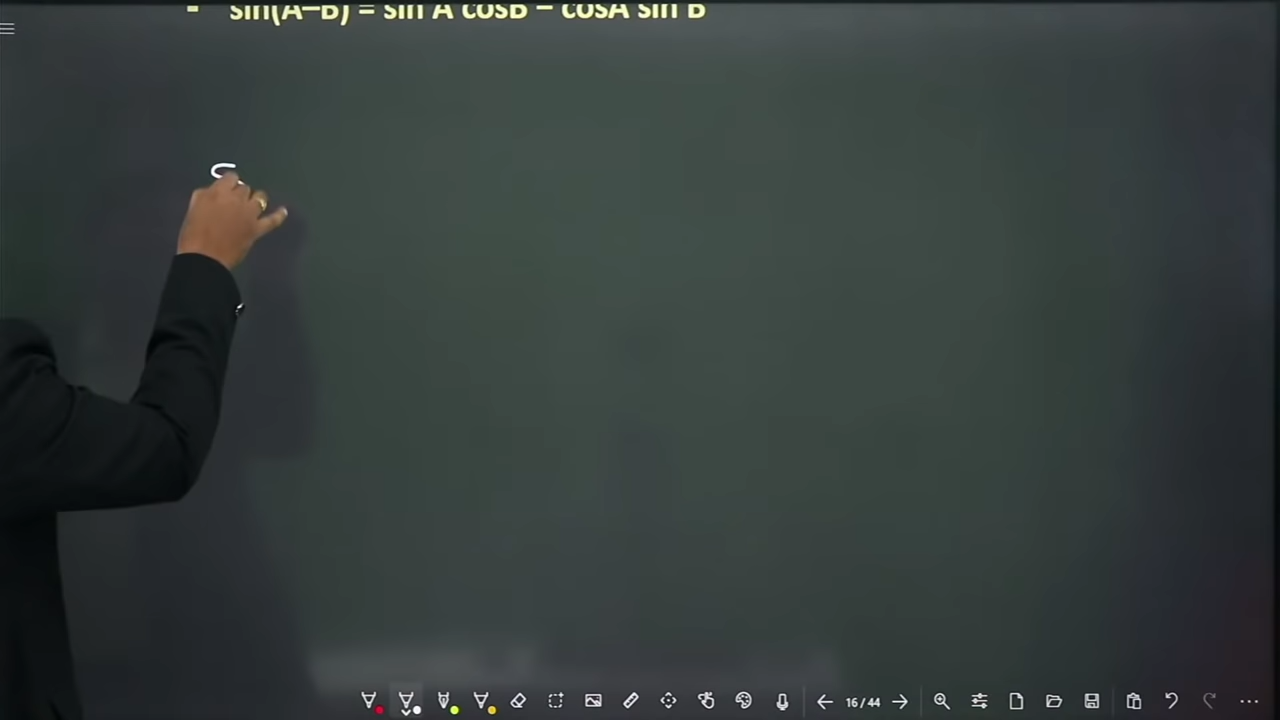 ▪ sin(A–B) = sin A cosB – cosA sin B
S
16 / 44